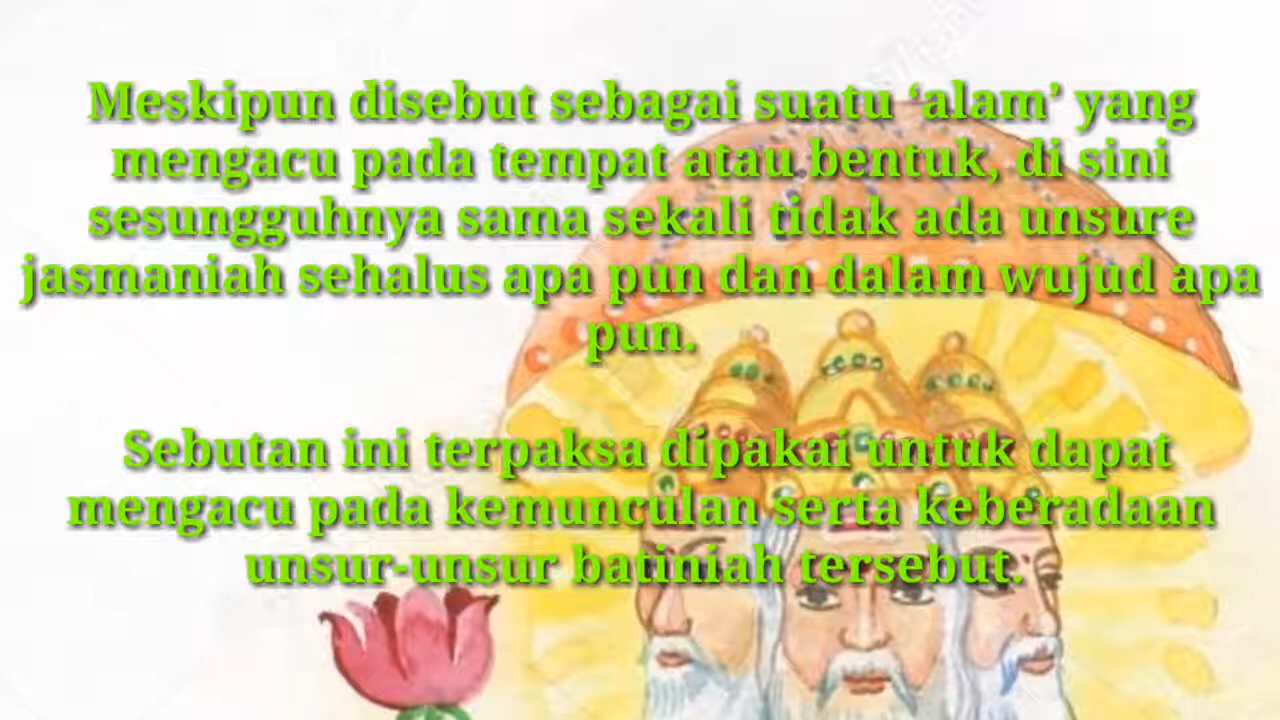 Meskipun disebut sebagai suatu ‘alam’ yang
mengacu pada tempat atau bentuk, di sini
sesungguhnya sama sekali tidak ada unsure
jasmaniah sehalus apa pun dan dalam wujud apa
pun.
Sebutan ini terpaksa dipakai untuk dapat
mengacu pada kemunculan serta keberadaan
unsur-unsur batiniah tersebut.